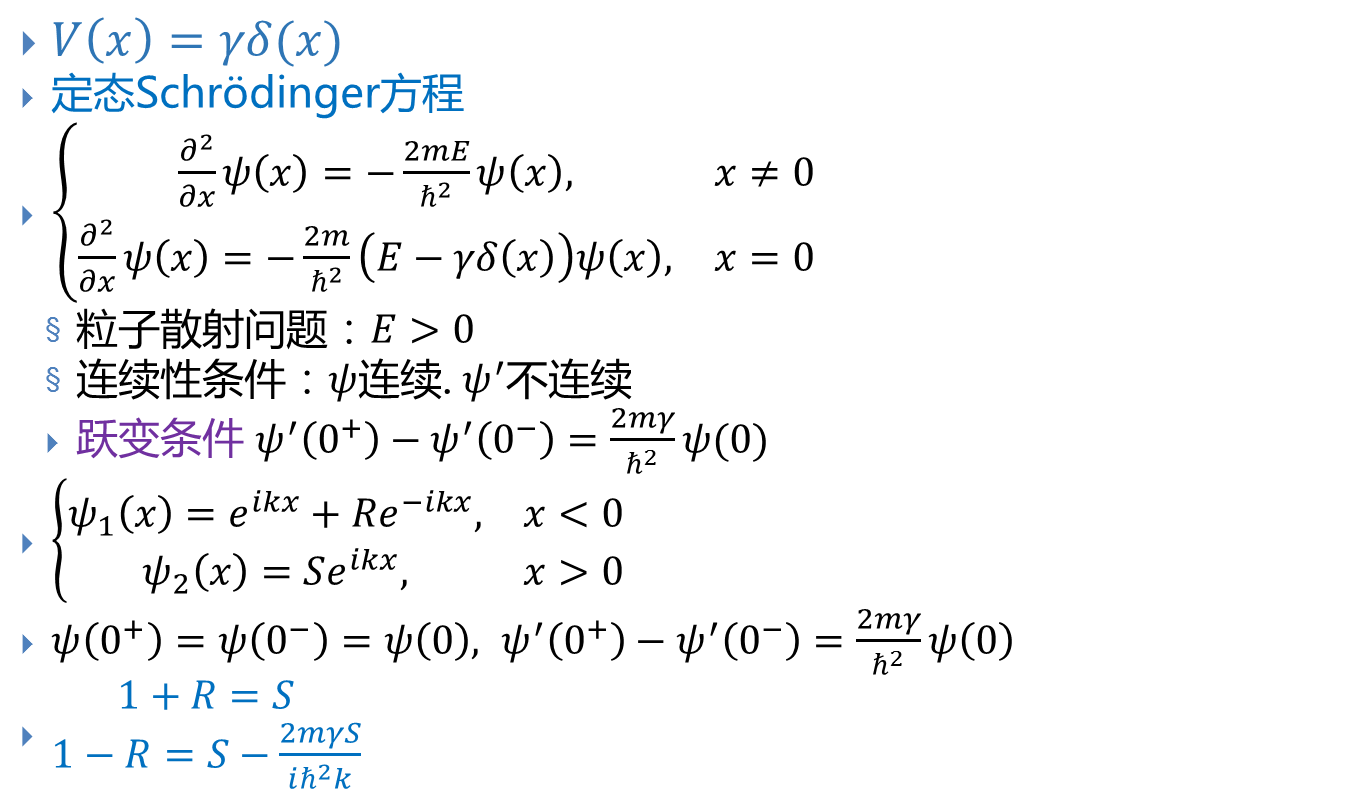 V(x) = γδ(x)
定态Schrödinger方程
∂²/∂x ψ(x) = −2mE/ħ² ψ(x), x ≠ 0
∂²/∂x ψ(x) = −2m/ħ² (E − γδ(x))ψ(x), x = 0
§ 粒子散射问题：E > 0
§ 连续性条件：ψ连续. ψ′不连续
跃变条件 ψ′(0⁺) − ψ′(0⁻) = 2mγ/ħ² ψ(0)
ψ₁(x) = eⁱᵏˣ + Re⁻ⁱᵏˣ, x < 0
ψ₂(x) = Seⁱᵏˣ, x > 0
ψ(0⁺) = ψ(0⁻) = ψ(0), ψ′(0⁺) − ψ′(0⁻) = 2mγ/ħ² ψ(0)
1 + R = S
1 − R = S − 2mγS/iħ²k